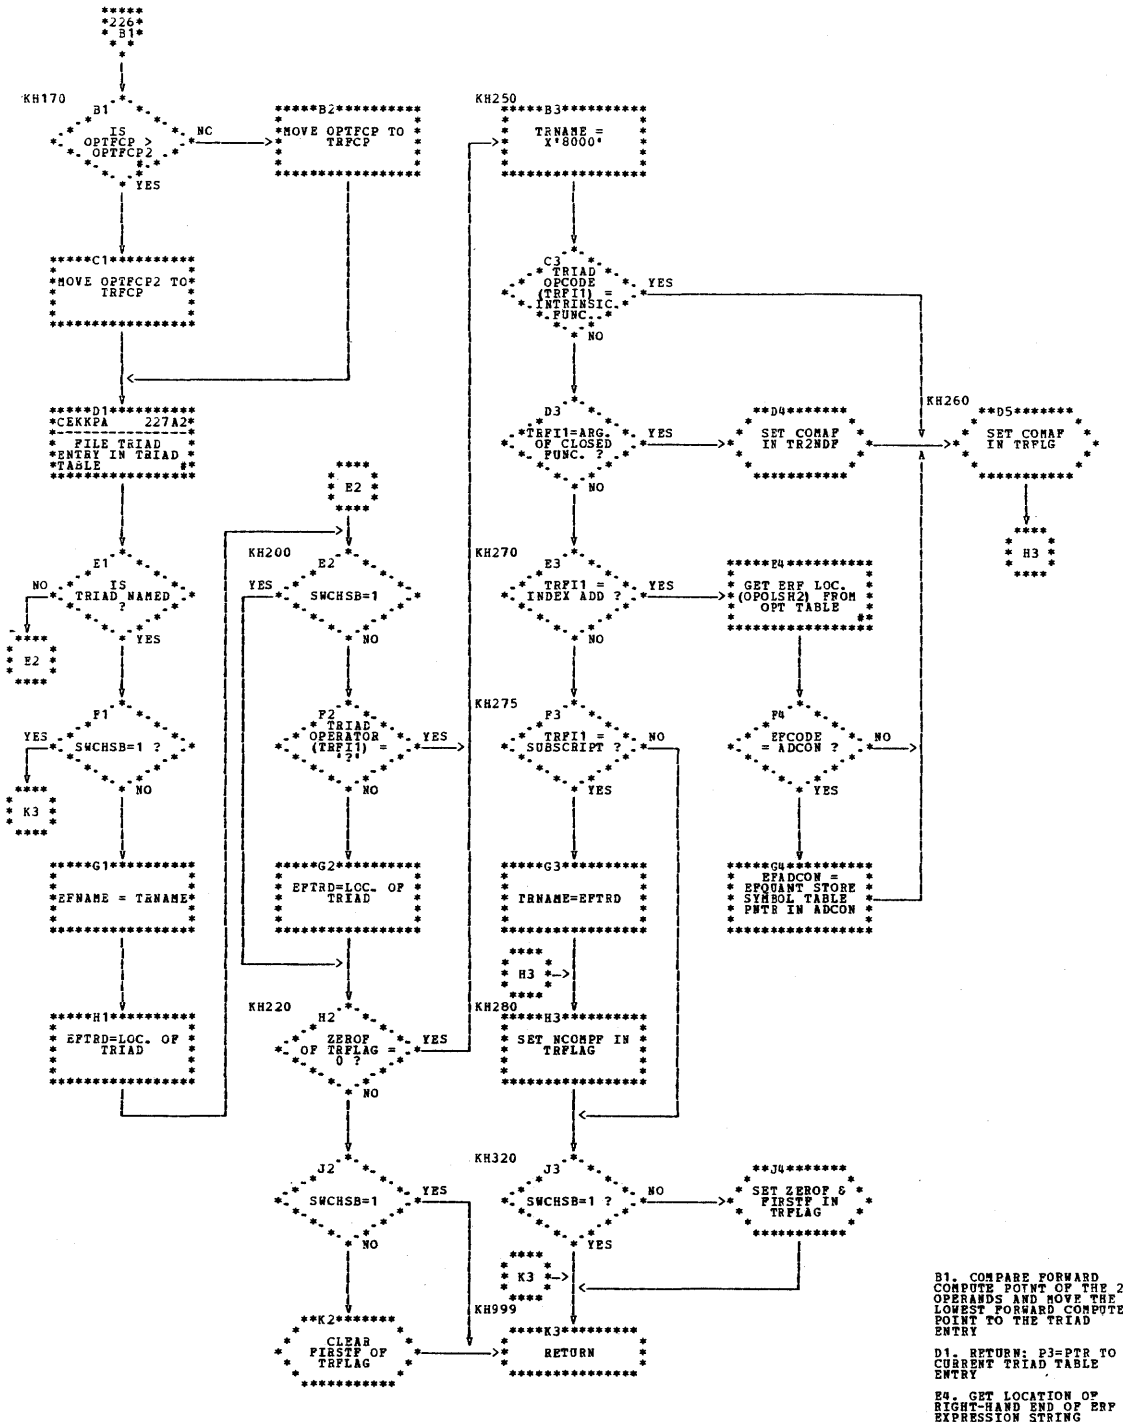 226
B1
KH170
B1
IS
OPTFCP >
OPTFCP2
NC
YES
B2
MOVE OPTFCP TO
TRFCP
KH250
B3
TRNAME =
X'8000'
C1
MOVE OPTFCP2 TO
TRFCP
C3
TRIAD
OPCODE
(TRFI1) =
INTRINSIC
FUNC.
YES
NO
D1
CEKKPA 227A2
FILE TRIAD
ENTRY IN TRIAD
TABLE
D3
TRFI1=ARG.
OF CLOSED
FUNC. ?
YES
NO
D4
SET COMAF
IN TR2NDF
KH260
D5
SET COMAF
IN TRFLG
H3
E2
E1
IS
TRIAD NAMED
?
NO
YES
E2
KH200
E2
SWCHSB=1
YES
NO
KH270
E3
TRFI1 =
INDEX ADD ?
YES
NO
E4
GET ERF LOC.
(OPOLSH2) FROM
OPT TABLE
F1
SWCHSB=1 ?
YES
NO
K3
F2
TRIAD
OPERATOR
(TRFI1) =
'?'
YES
NO
KH275
F3
TRFI1 =
SUBSCRIPT ?
NO
YES
F4
EFCODE
= ADCON ?
NO
YES
G1
EFNAME = TRNAME
G2
EFTRD=LOC. OF
TRIAD
G3
TRNAME=EFTRD
G4
EFADCON =
EFQUANT STORE
SYMBOL TABLE
PNTR IN ADCON
H3
H1
EFTRD=LOC. OF
TRIAD
KH220
H2
ZEROF
OF TRFLAG =
0 ?
YES
NO
KH280
H3
SET NCOMPF IN
TRFLAG
J2
SWCHSB=1
YES
NO
KH320
J3
SWCHSB=1 ?
NO
YES
J4
SET ZEROF &
FIRSTF IN
TRFLAG
K3
KH999
K2
CLEAR
FIRSTF OF
TRFLAG
K3
RETURN
B1. COMPARE FORWARD
COMPUTE POINT OF THE 2
OPERANDS AND MOVE THE
LOWEST FORWARD COMPUTE
POINT TO THE TRIAD
ENTRY
D1. RETURN: P3=PTR TO
CURRENT TRIAD TABLE
ENTRY
E4. GET LOCATION OF
RIGHT-HAND END OF ERF
EXPRESSION STRING